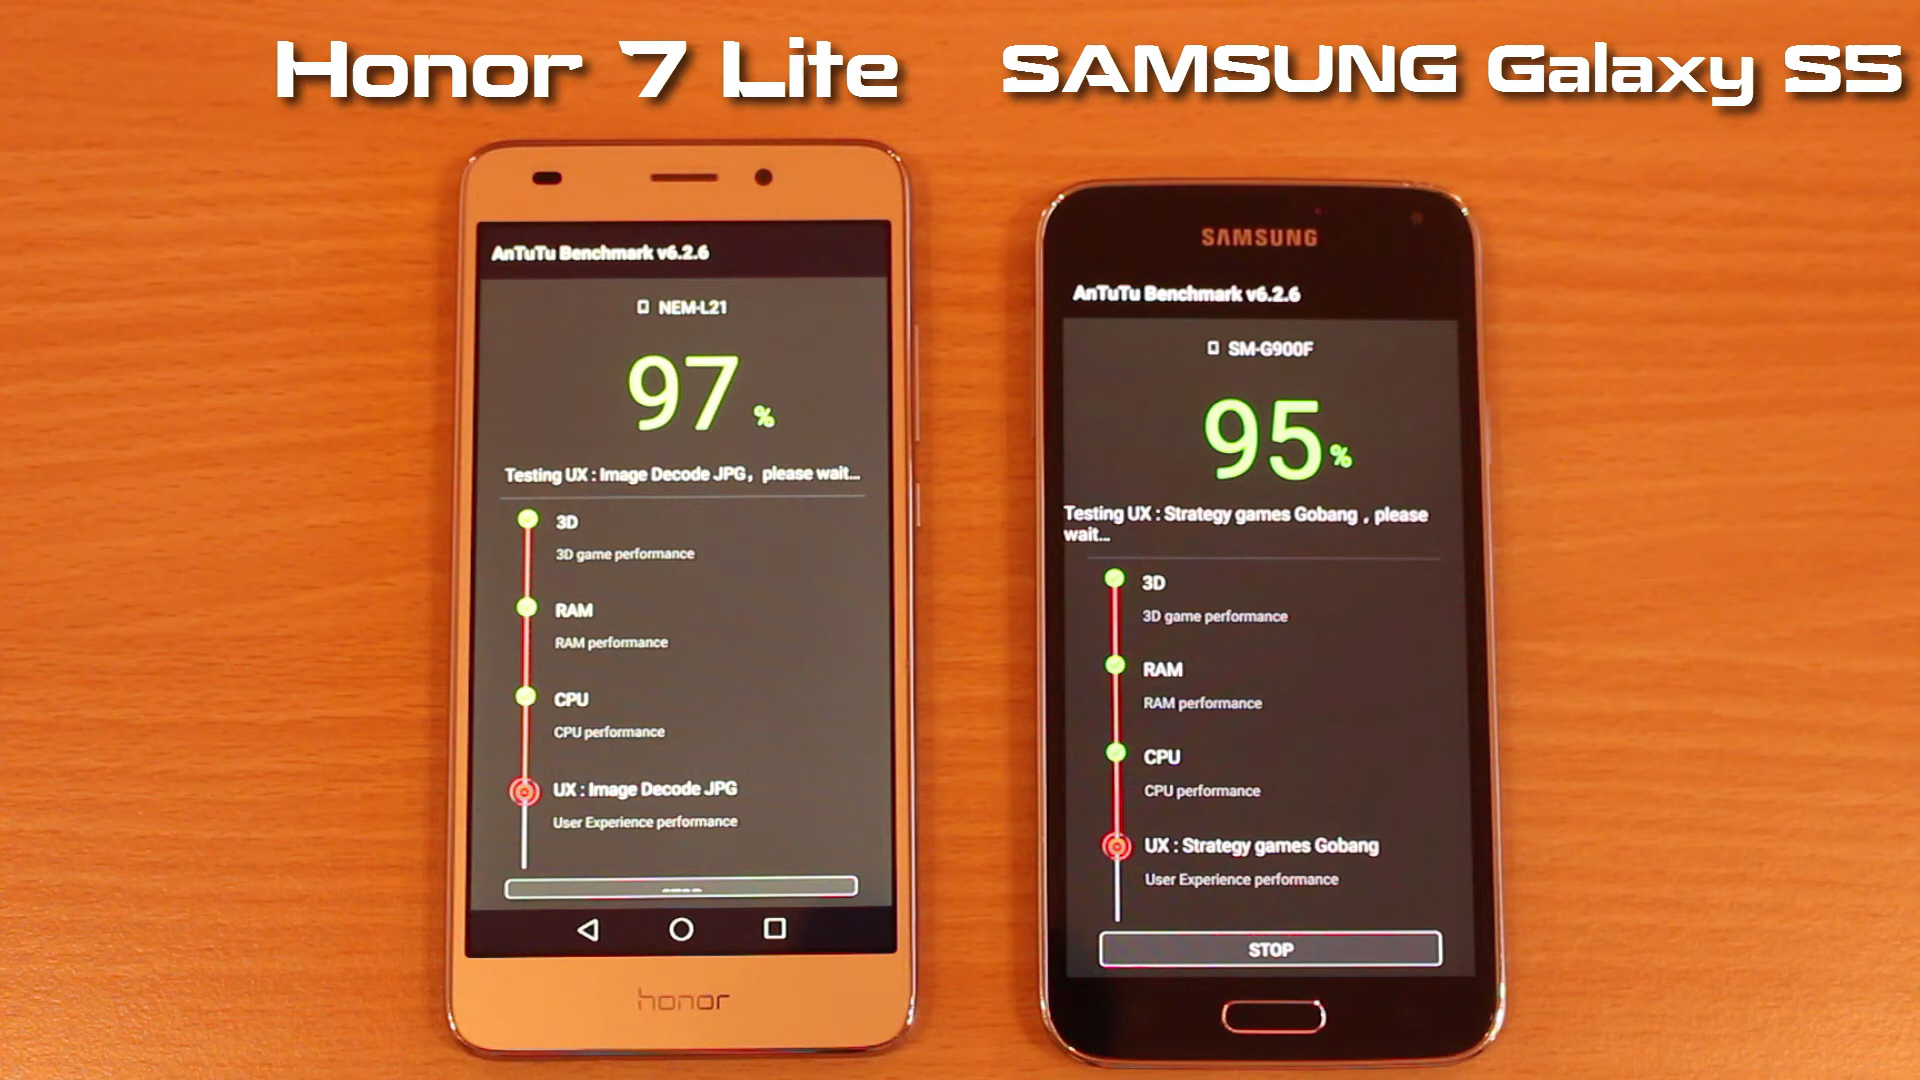 Honor 7 Lite
SAMSUNG Galaxy S5
AnTuTu Benchmark v6.2.6
NEM-L21
97 %
Testing UX : Image Decode JPG, please wait...
3D
3D game performance
RAM
RAM performance
CPU
CPU performance
UX : Image Decode JPG
User Experience performance
honor
SAMSUNG
AnTuTu Benchmark v6.2.6
SM-G900F
95%
Testing UX : Strategy games Gobang , please
wait...
3D
3D game performance
RAM
RAM performance
CPU
CPU performance
UX : Strategy games Gobang
User Experience performance
STOP